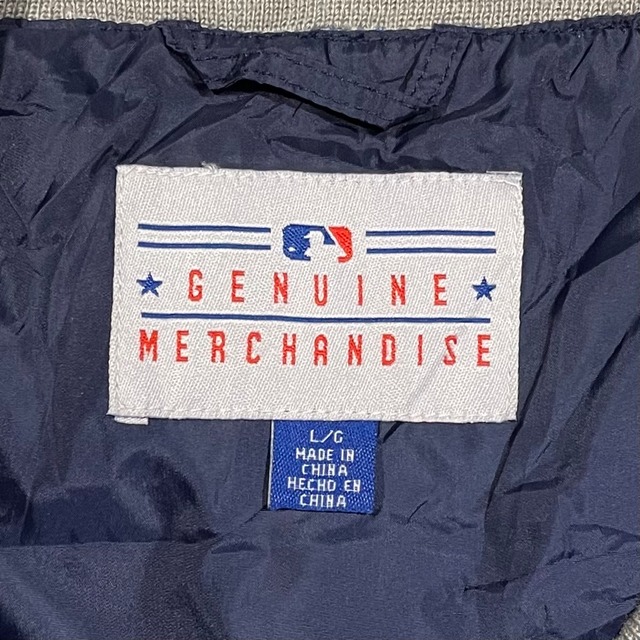 GENUINE
MERCHANDISE
L/G
MADE IN
CHINA
HECHO EN
CHINA